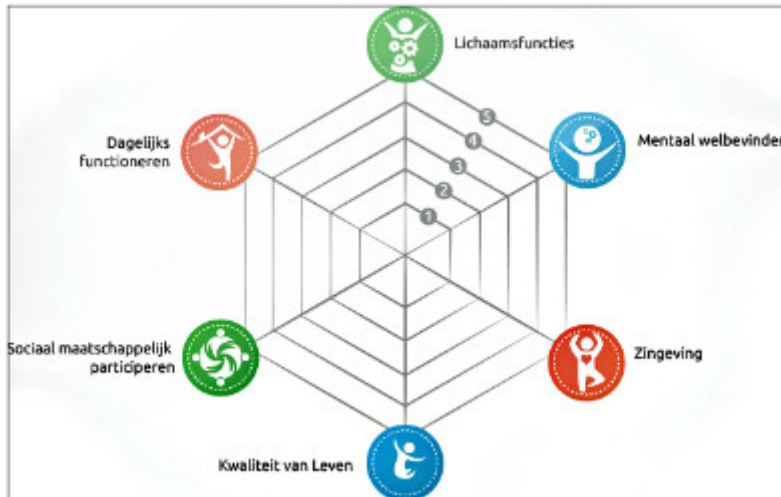 Lichaamsfuncties
5
Dagelijks
functioneren
4
Mentaal welbevinden
3
2
1
Sociaal maatschappelijk
participeren
Zingeving
Kwaliteit van Leven